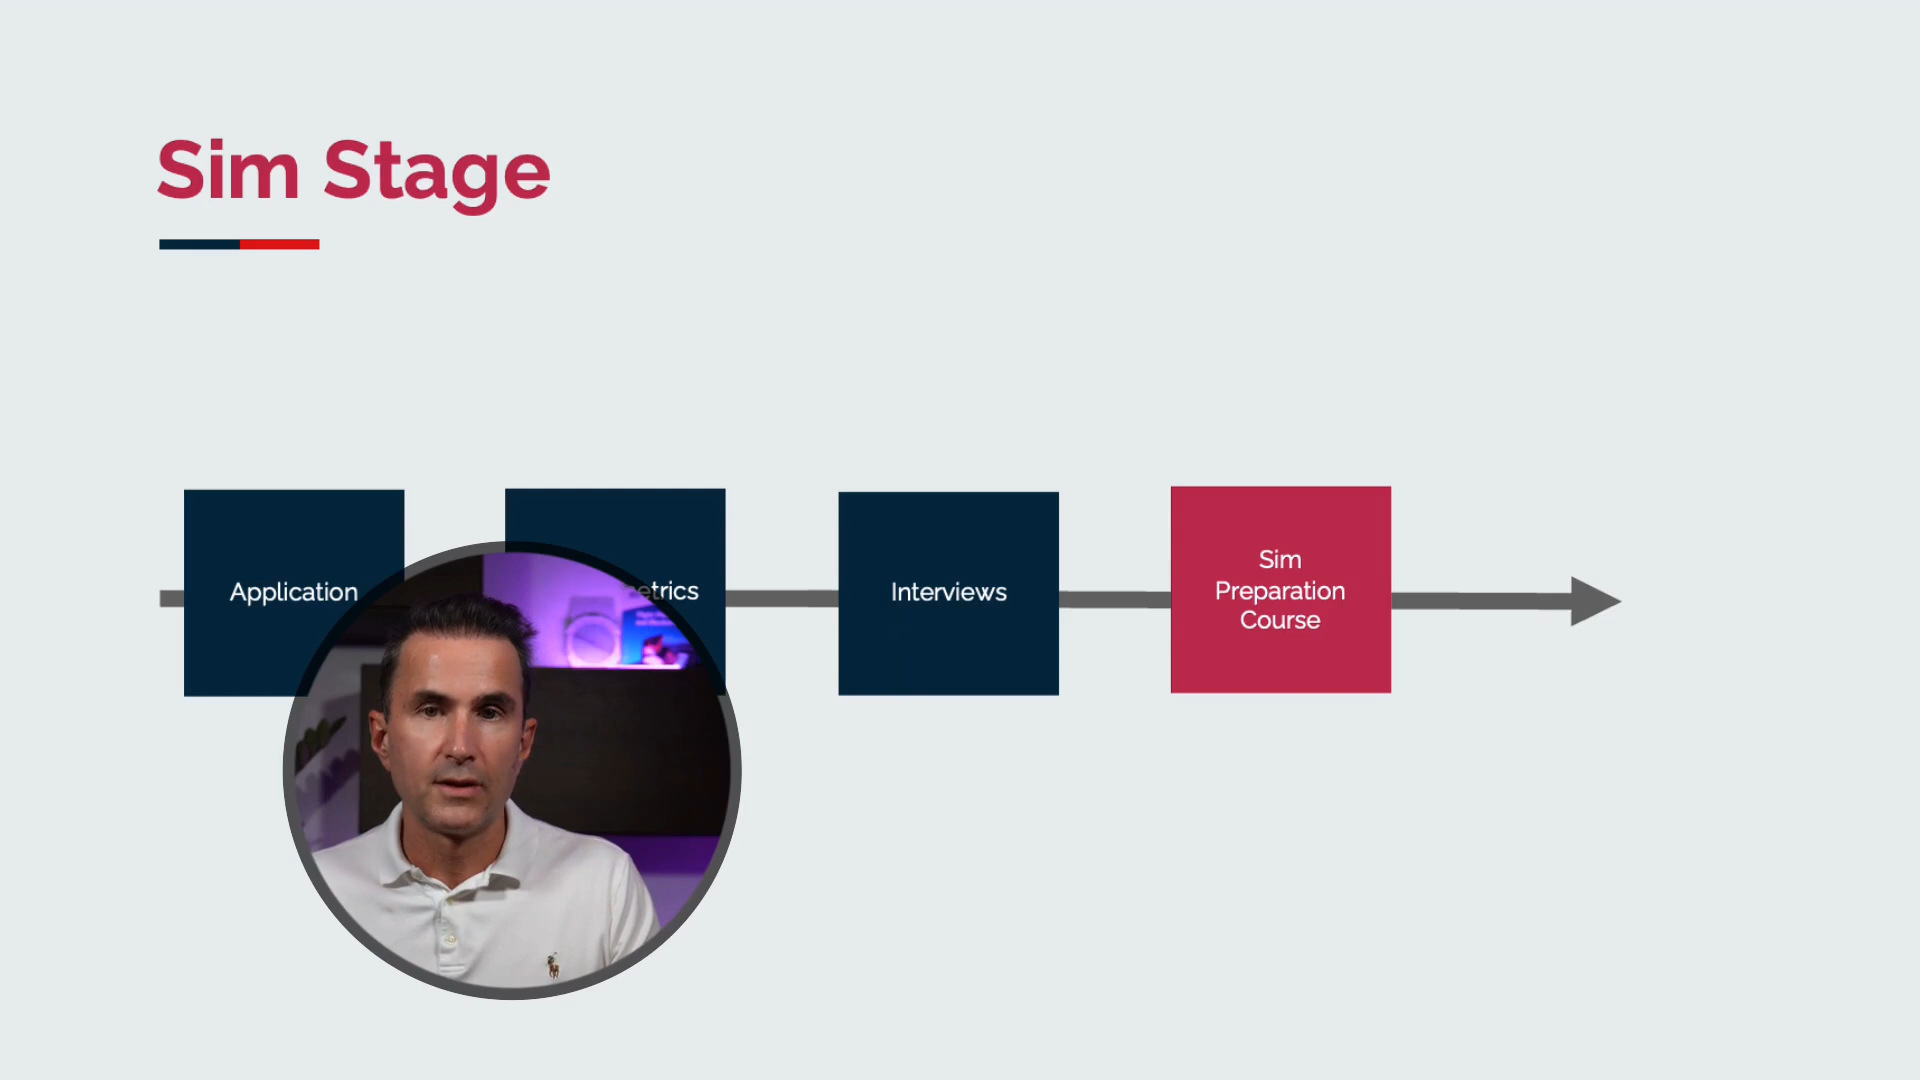 Sim Stage
Application
etrics
Interviews
Sim
Preparation
Course